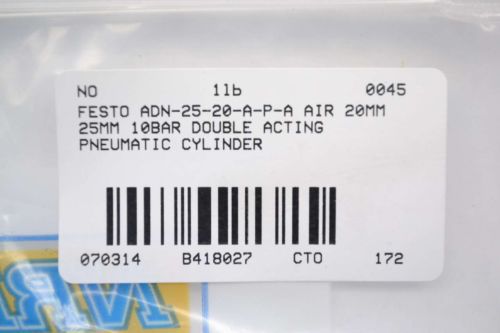 NO 1lb 0045
FESTO ADN-25-20-A-P-A AIR 20MM
25MM 10BAR DOUBLE ACTING
PNEUMATIC CYLINDER
070314 B418027 CTO 172